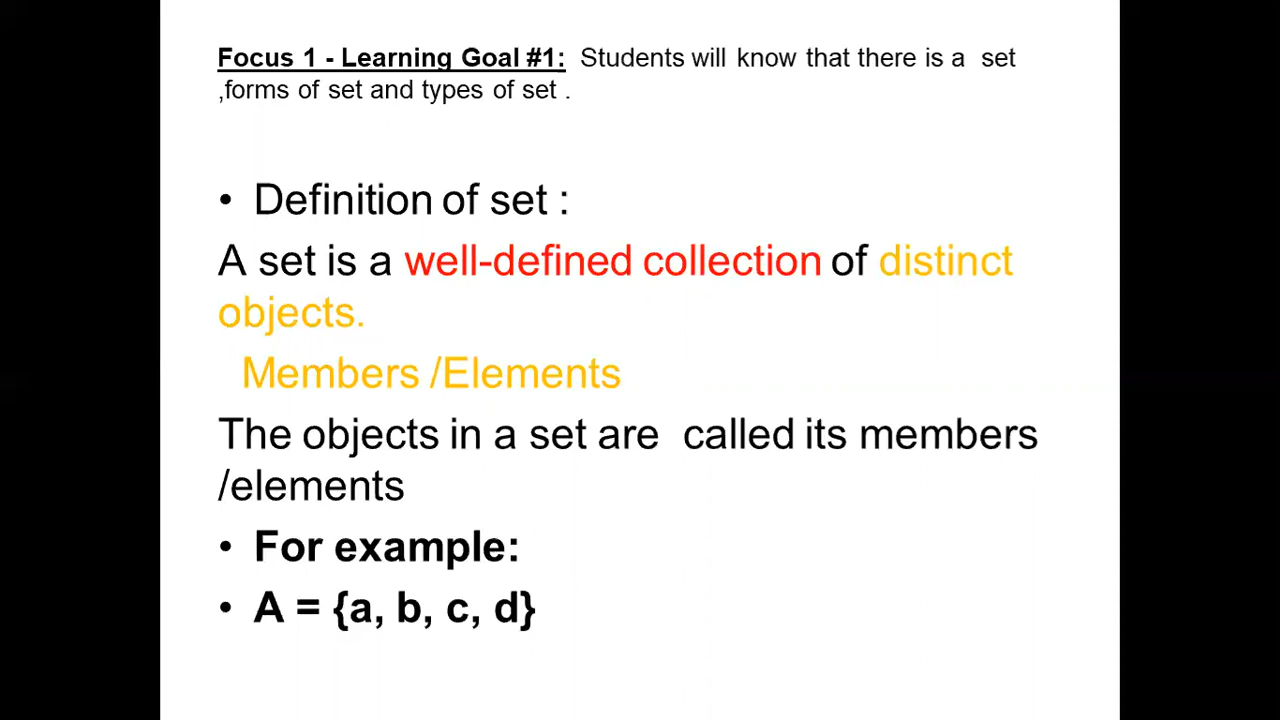 Focus 1 - Learning Goal #1: Students will know that there is a set
,forms of set and types of set .
• Definition of set :
A set is a well-defined collection of distinct
objects.
Members /Elements
The objects in a set are called its members
/elements
• For example:
• A = {a, b, c, d}